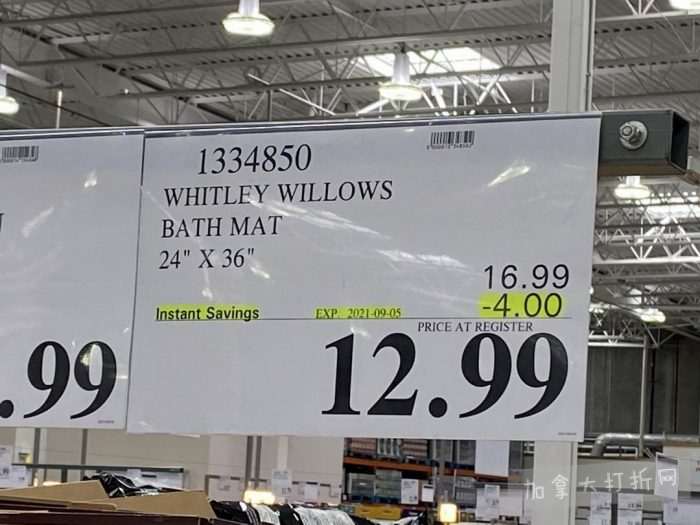 1334850
WHITLEY WILLOWS
BATH MAT
24" X 36"
16.99
Instant Savings EXP. 2021-09-05 -4.00
PRICE AT REGISTER
12.99
.99
加拿大打折网